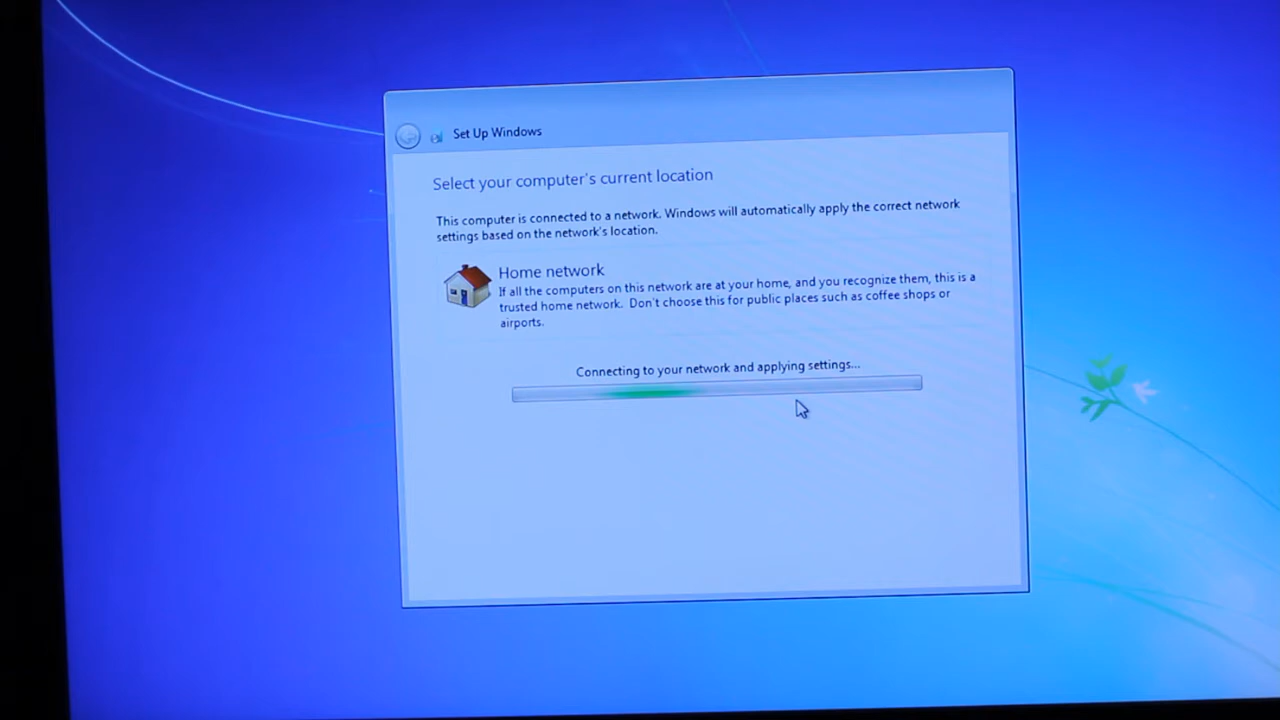 Set Up Windows
Select your computer's current location
This computer is connected to a network. Windows will automatically apply the correct network
settings based on the network's location.
Home network
If all the computers on this network are at your home, and you recognize them, this is a
trusted home network. Don't choose this for public places such as coffee shops or
airports.
Connecting to your network and applying settings...